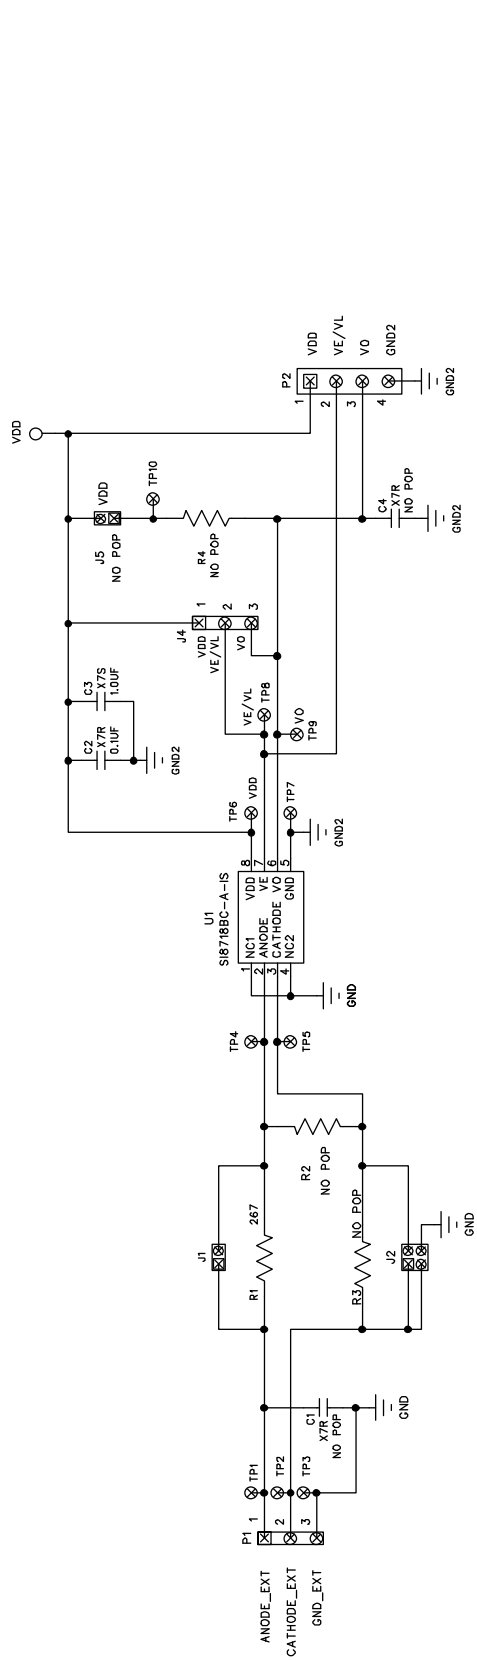 VDD
P2
VDD
VE/VL
VO
GND2
1
2
3
4
GND2
J5
VDD
NO POP
TP10
R4
NO POP
C4
X7R
NO POP
GND2
J4
1
2
3
VDD
VE/VL
VO
C3
X7S
1.0UF
C2
X7R
0.1UF
GND2
VE/VL
TP8
VO
TP9
TP6
VDD
TP7
GND2
U1
SI8718BC-A-IS
8
7
6
5
VDD
VE
VO
GND
NC1
ANODE
CATHODE
NC2
1
2
3
4
GND
TP4
TP5
R2
NO POP
J1
R1
267
R3
NO POP
J2
GND
C1
X7R
NO POP
GND
TP1
TP2
TP3
P1
1
2
3
ANODE_EXT
CATHODE_EXT
GND_EXT